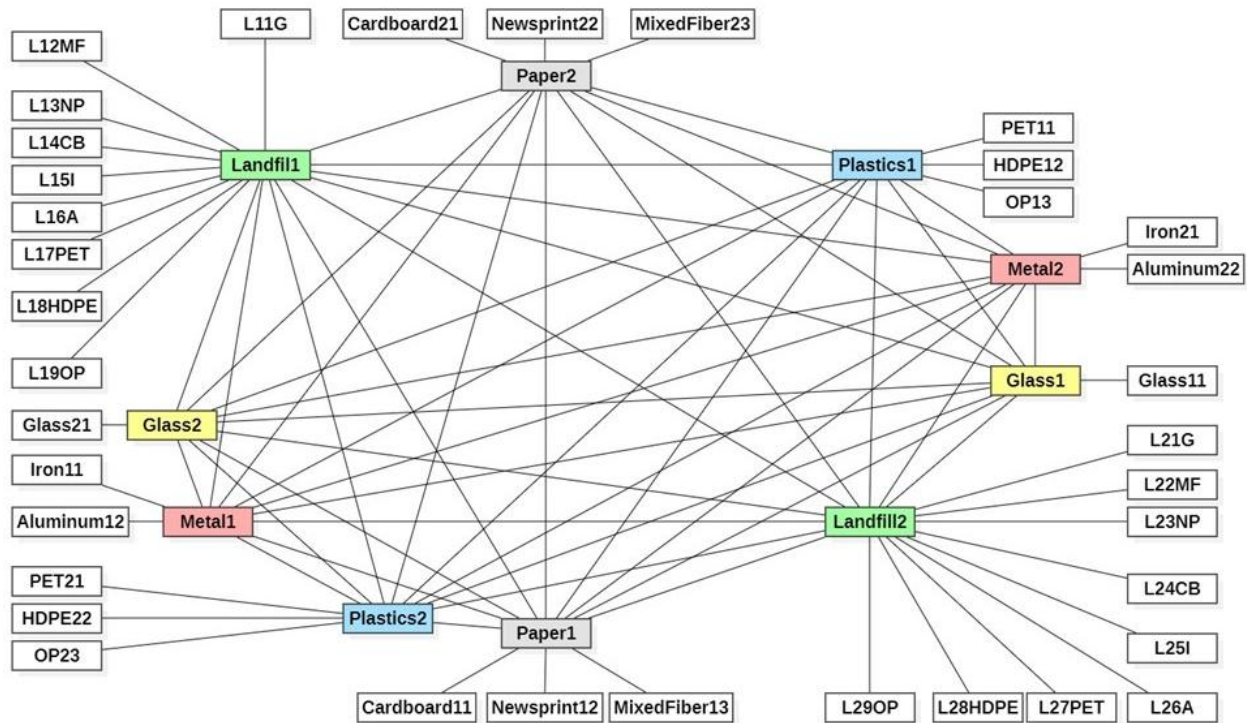 L11G
Cardboard21
Newsprint22
MixedFiber23
L12MF
Paper2
L13NP
L14CB
L15I
L16A
L17PET
L18HDPE
L19OP
Landfil1
Plastics1
PET11
HDPE12
OP13
Iron21
Metal2
Aluminum22
Glass1
Glass11
Glass21
Glass2
Iron11
Aluminum12
Metal1
Landfill2
L21G
L22MF
L23NP
L24CB
L25I
PET21
HDPE22
OP23
Plastics2
Paper1
Cardboard11
Newsprint12
MixedFiber13
L29OP
L28HDPE
L27PET
L26A